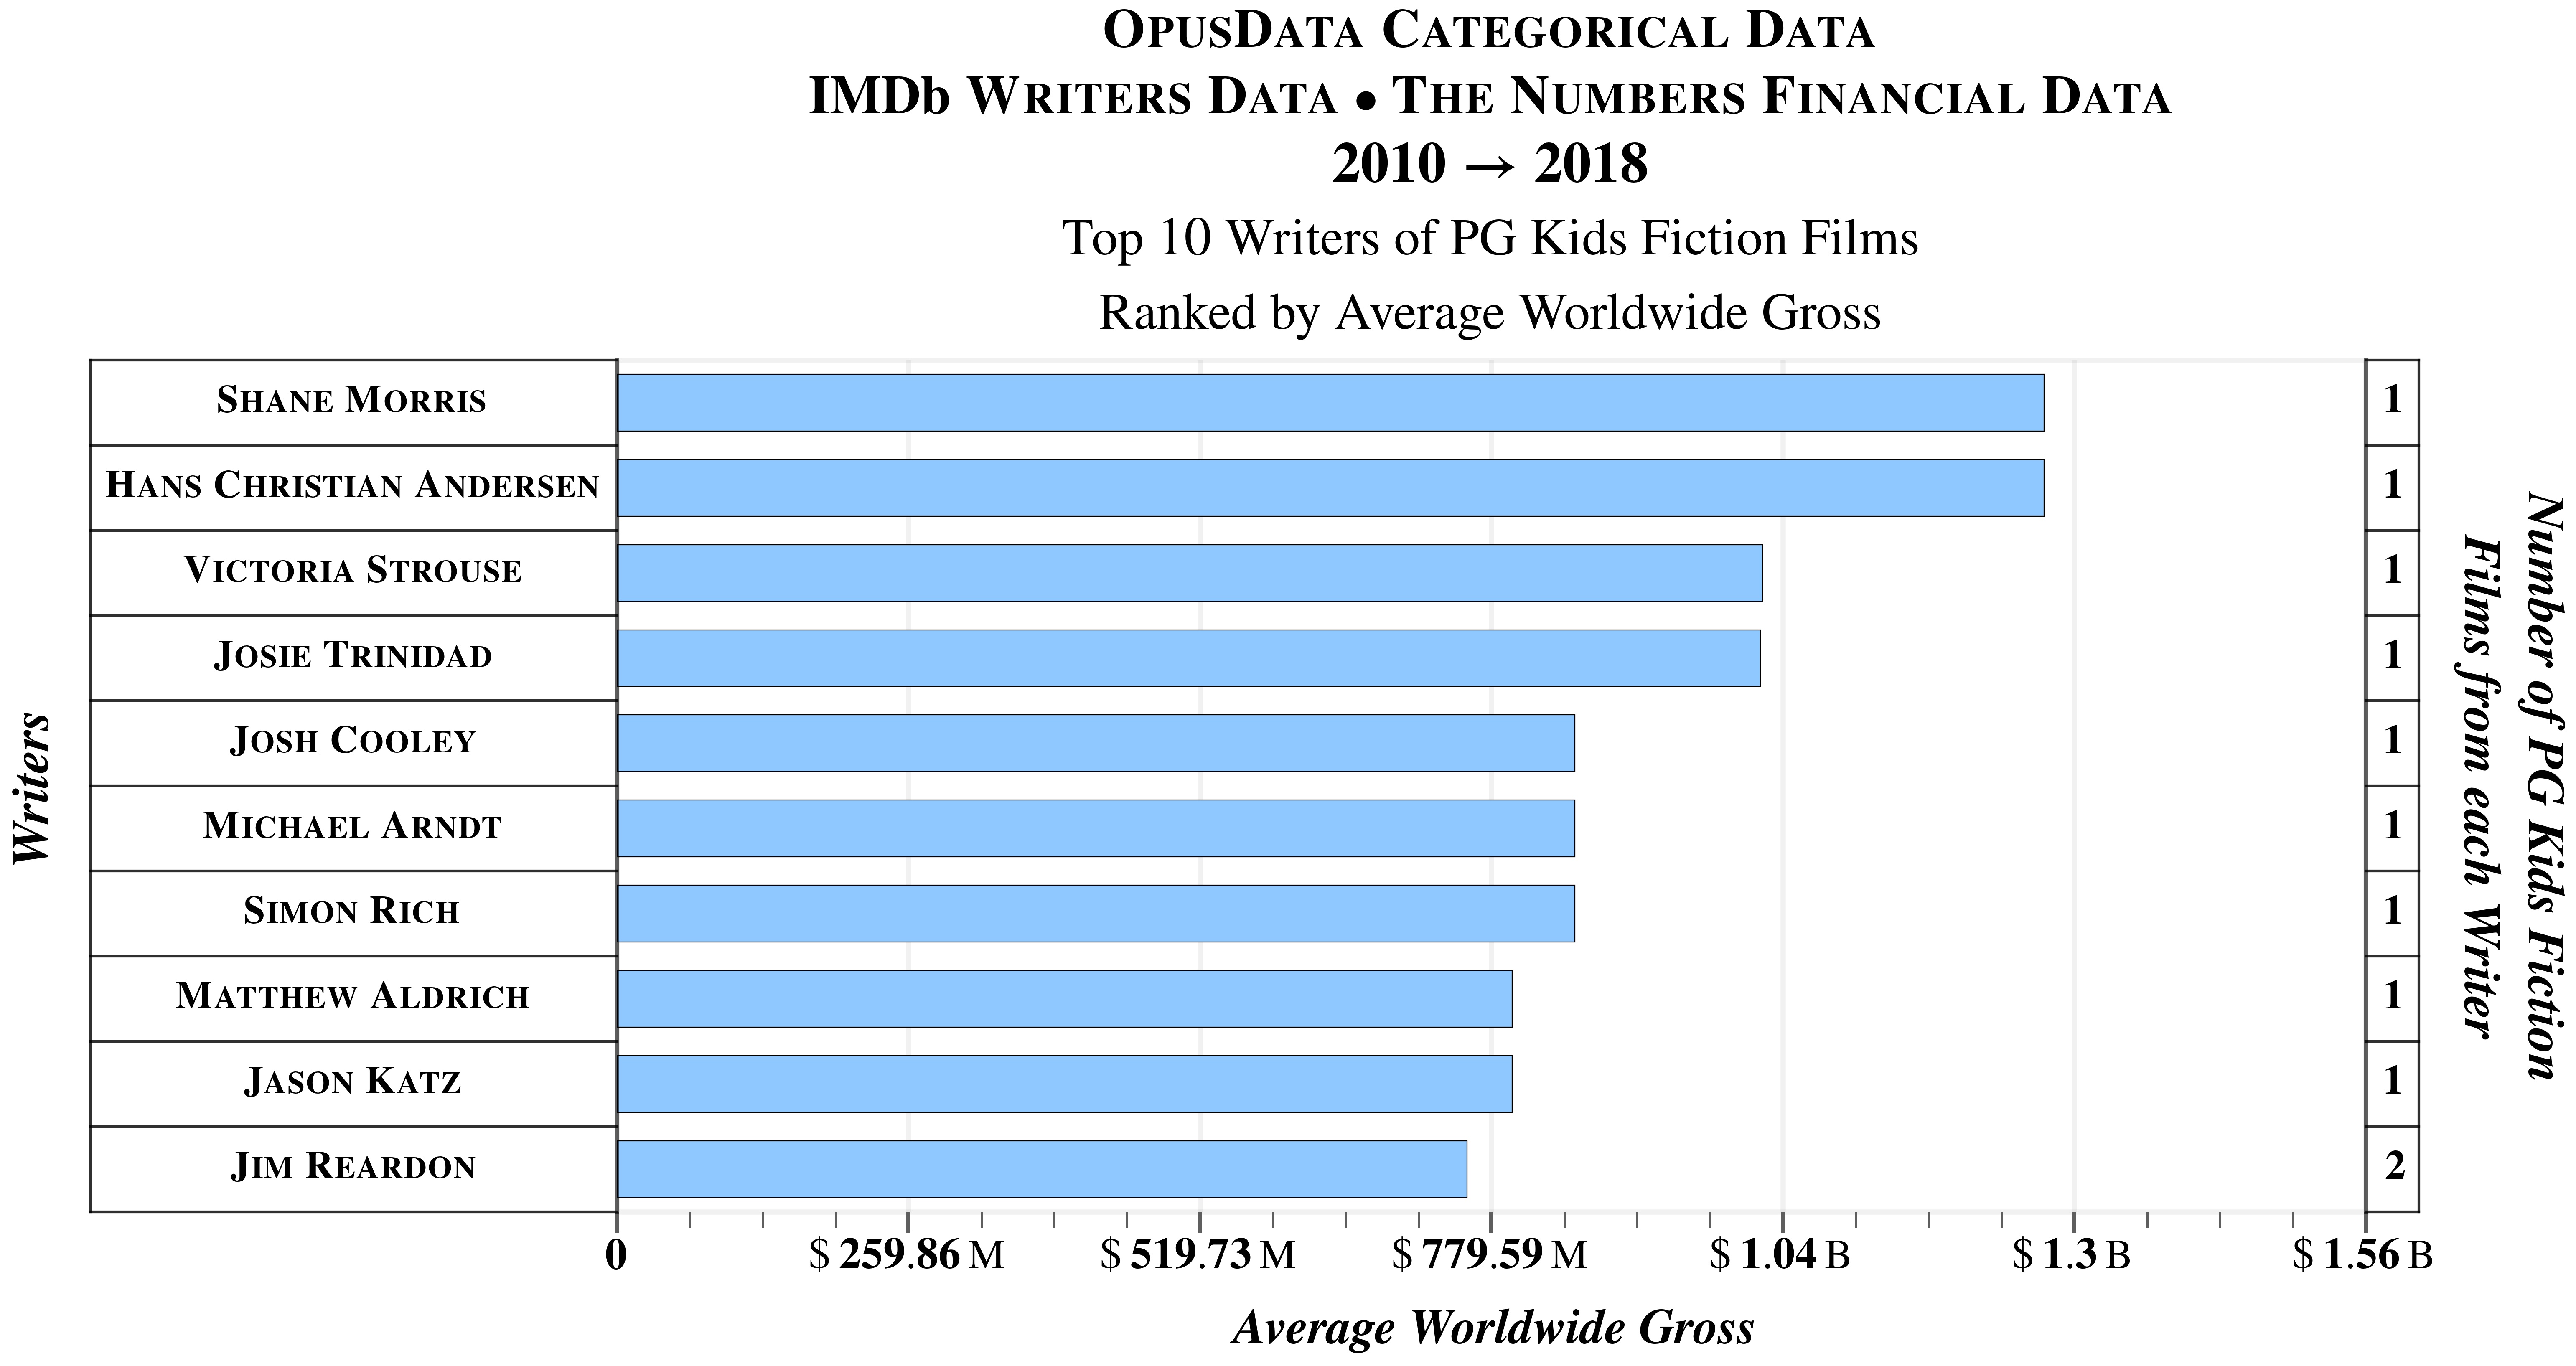 OpusData Categorical Data
IMDb Writers Data • The Numbers Financial Data
2010 → 2018
Top 10 Writers of PG Kids Fiction Films
Ranked by Average Worldwide Gross
Writers
Shane Morris 1
Hans Christian Andersen 1
Victoria Strouse 1
Josie Trinidad 1
Josh Cooley 1
Michael Arndt 1
Simon Rich 1
Matthew Aldrich 1
Jason Katz 1
Jim Reardon 2
Number of PG Kids Fiction
Films from each Writer
0 $ 259.86 M $ 519.73 M $ 779.59 M $ 1.04 B $ 1.3 B $ 1.56 B
Average Worldwide Gross